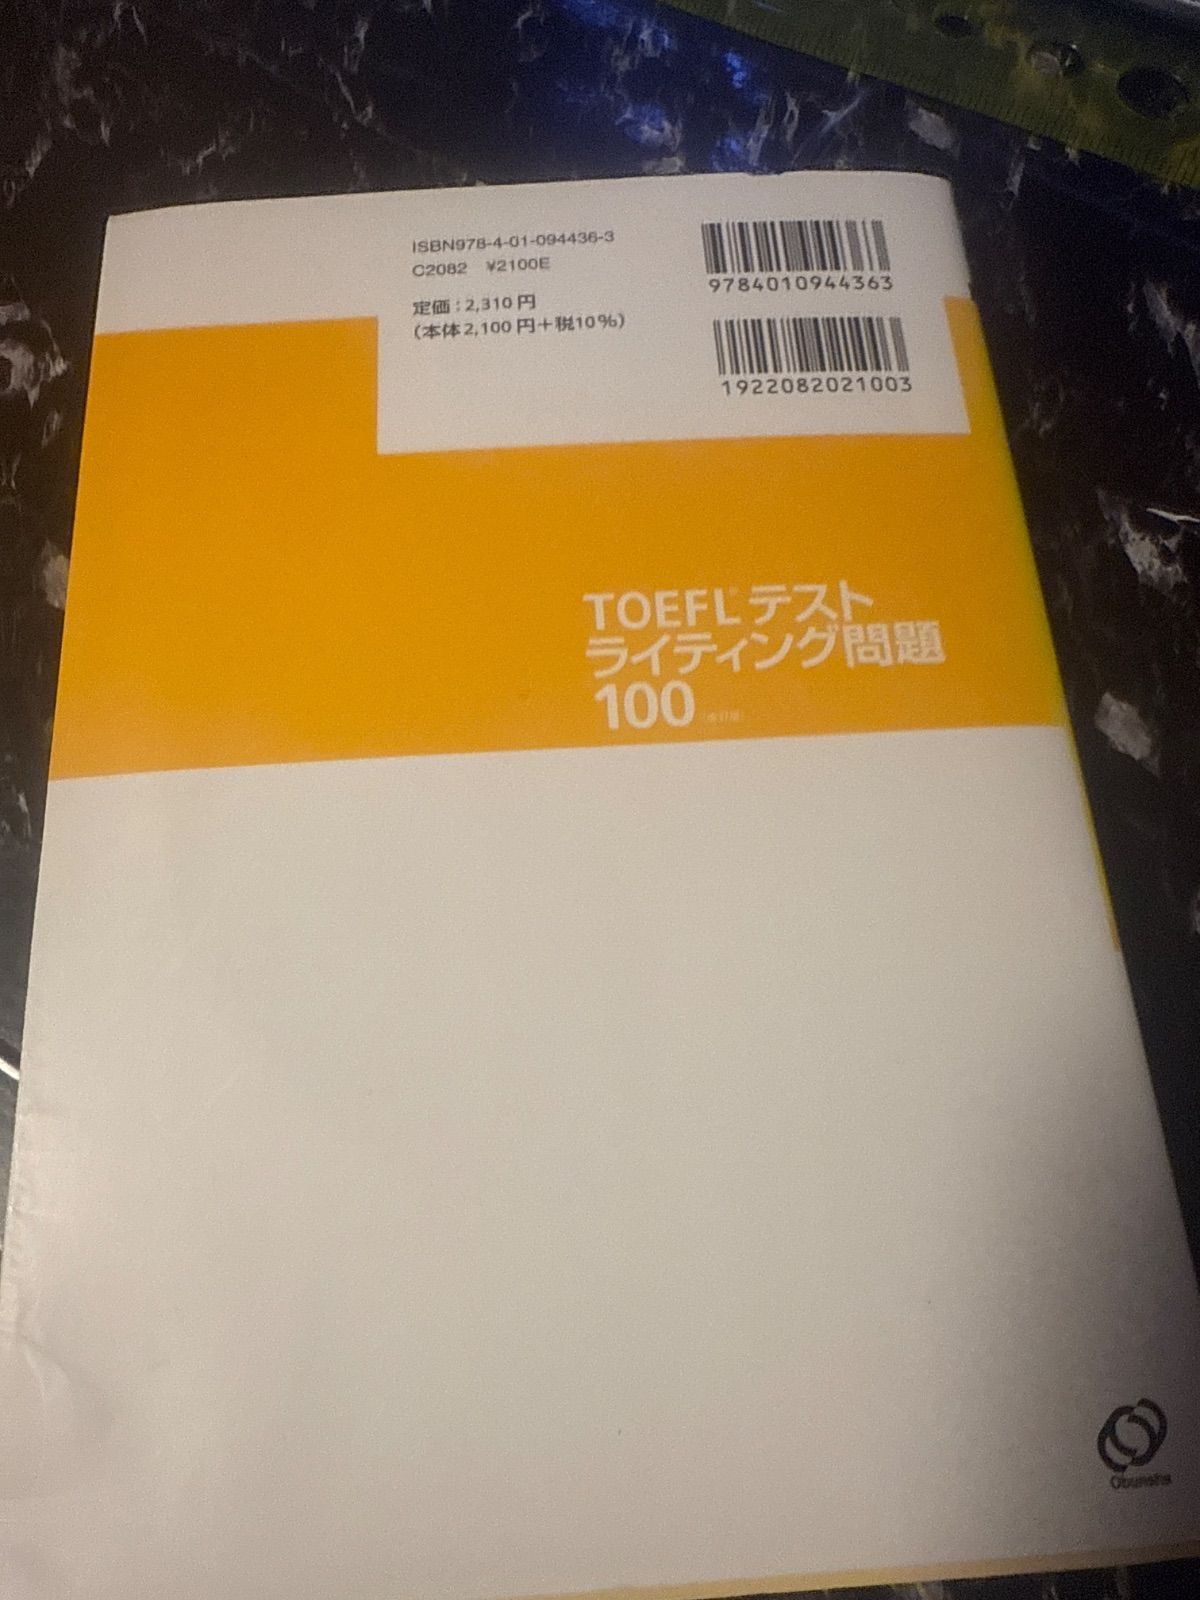 ISBN978-4-01-094436-3
C2082 ¥2100E
定価：2,310円
（本体2,100円＋税10％）
9784010944363
1922082021003
TOEFL® テスト
ライティング問題
100
Obunsha